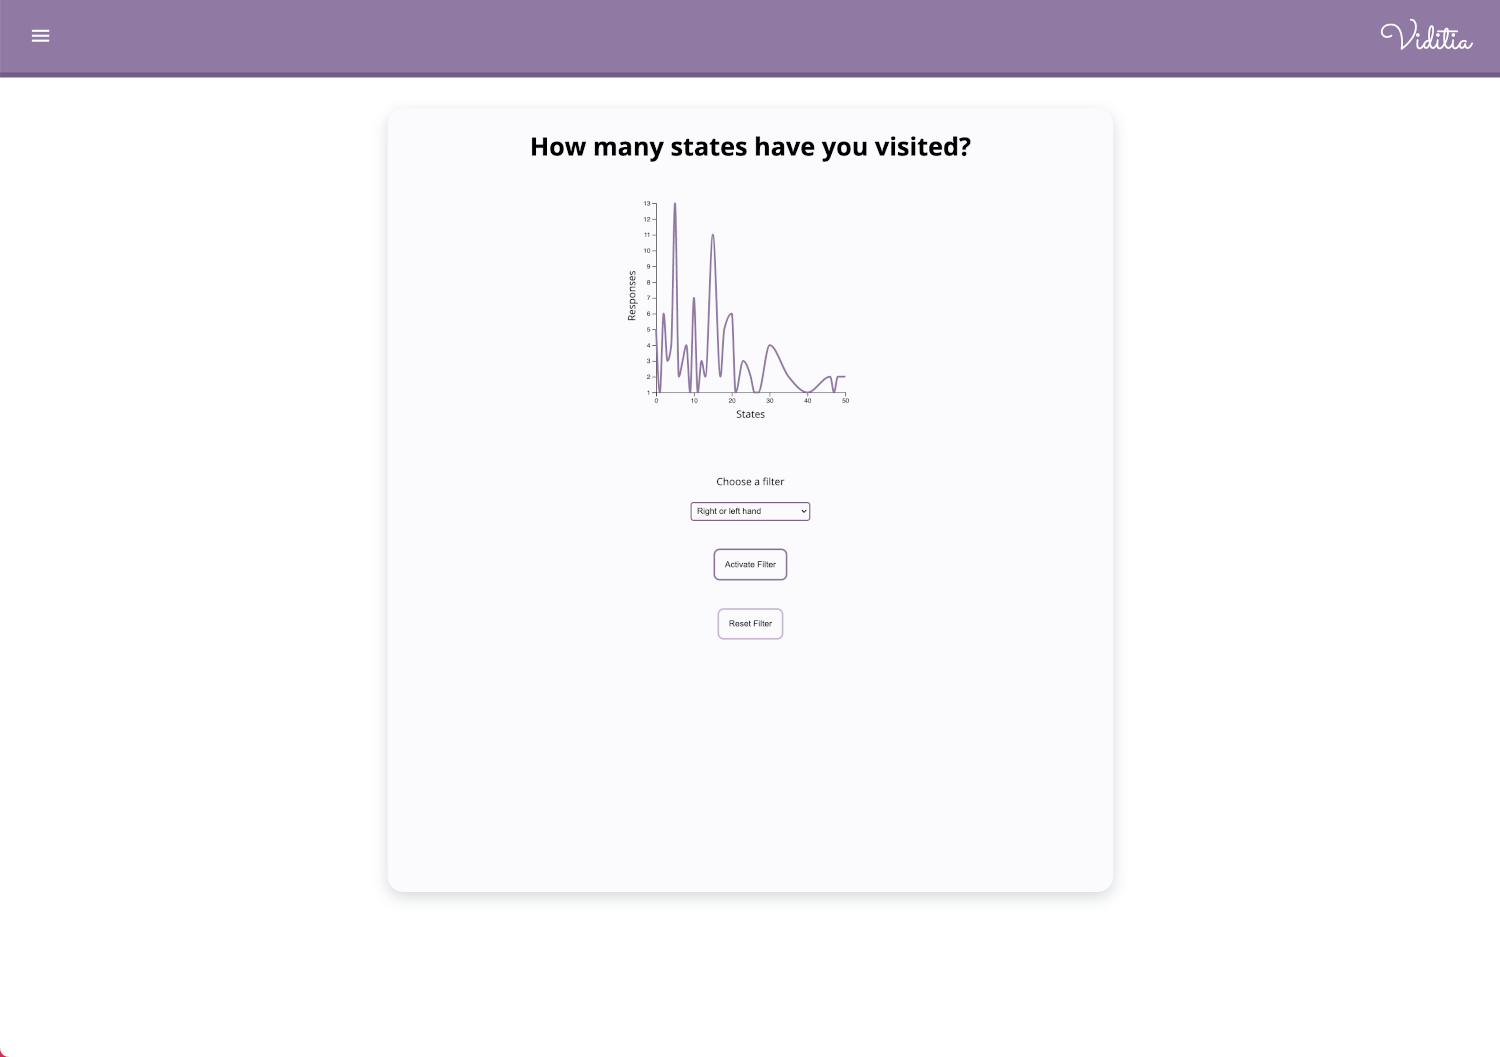 Viditia
How many states have you visited?
13
12
11
10
9
8
7
6
5
4
3
2
1
Responses
0 10 20 30 40 50
States
Choose a filter
Right or left hand
Activate Filter
Reset Filter